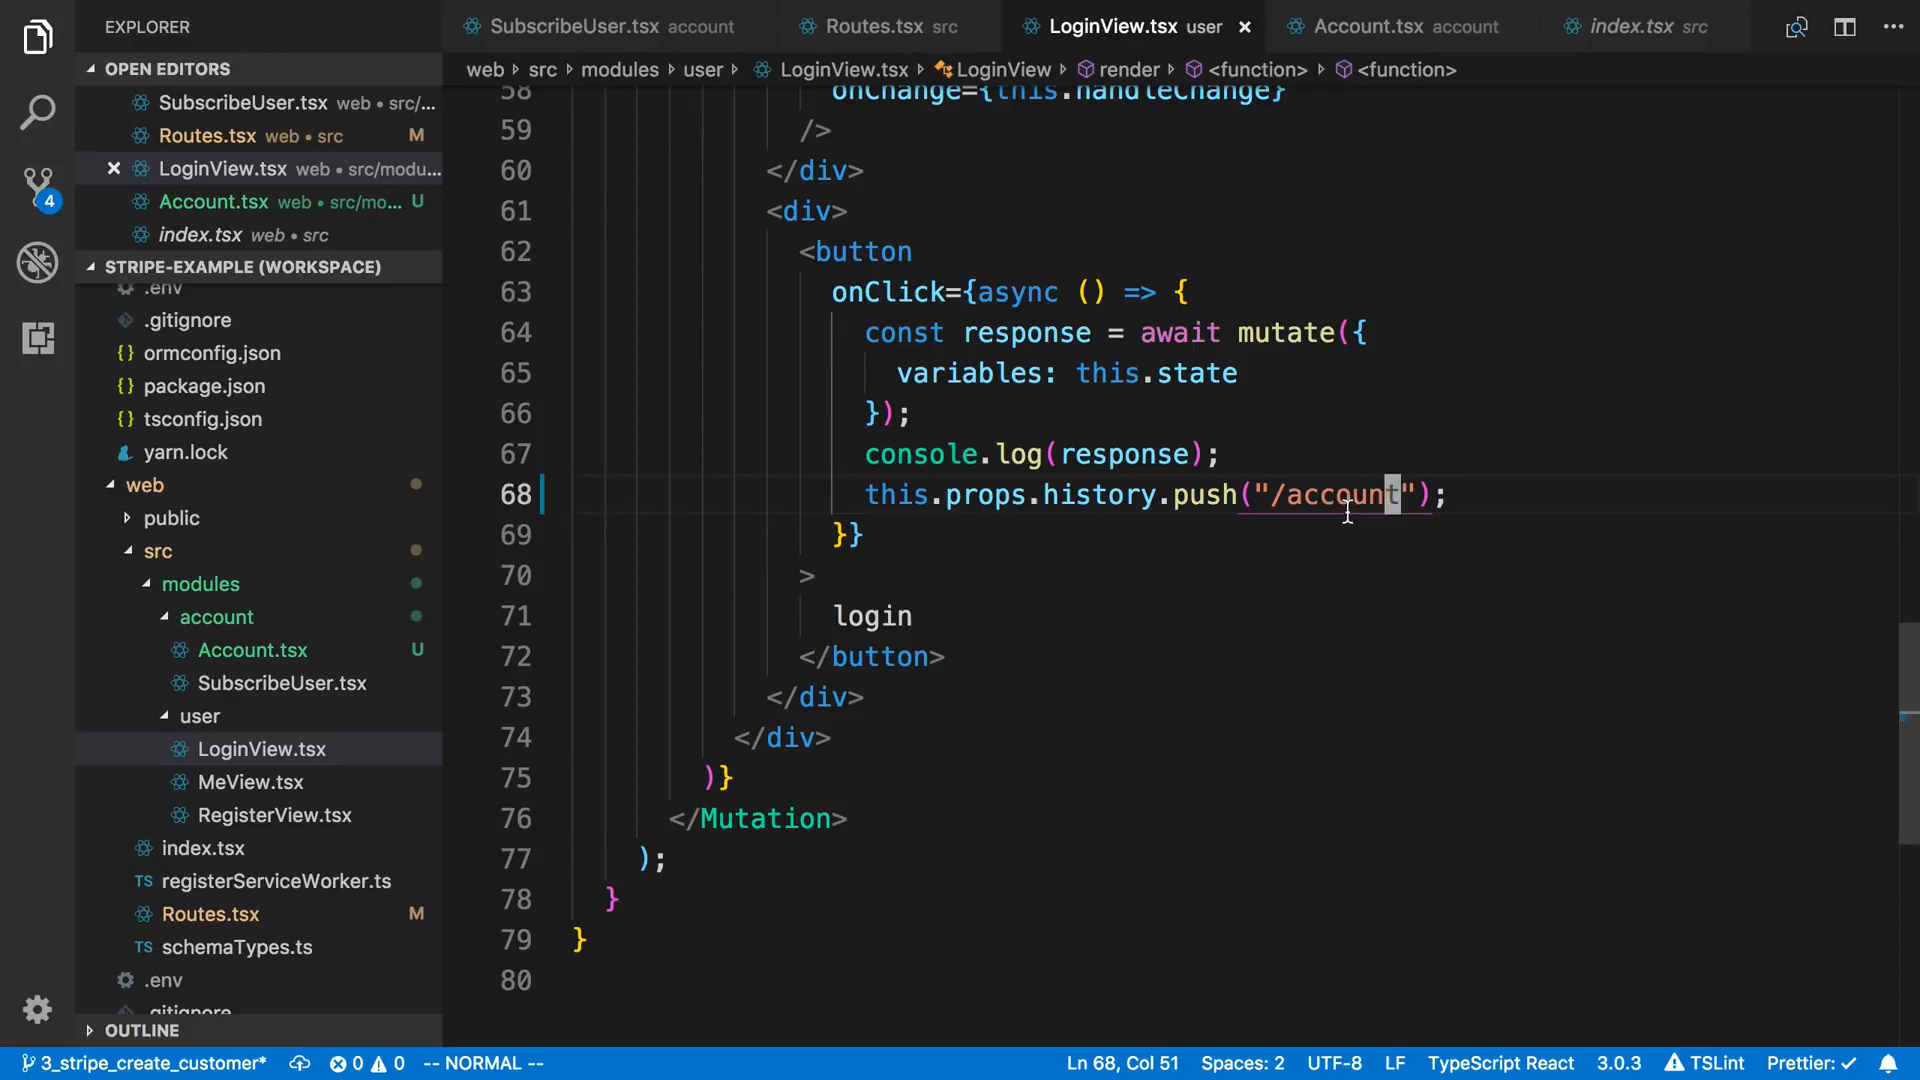 EXPLORER
OPEN EDITORS
SubscribeUser.tsx web • src/...
Routes.tsx web • src M
LoginView.tsx web • src/modu...
Account.tsx web • src/mo... U
index.tsx web • src
STRIPE-EXAMPLE (WORKSPACE)
.env
.gitignore
ormconfig.json
package.json
tsconfig.json
yarn.lock
web
public
src
modules
account
Account.tsx U
SubscribeUser.tsx
user
LoginView.tsx
MeView.tsx
RegisterView.tsx
index.tsx
TS registerServiceWorker.ts
Routes.tsx M
TS schemaTypes.ts
.env
.gitignore
OUTLINE
4
SubscribeUser.tsx account Routes.tsx src LoginView.tsx user Account.tsx account index.tsx src
web src modules user LoginView.tsx LoginView render <function> <function>
58 onChange={this.handleChange}
59 />
60 </div>
61 <div>
62 <button
63 onClick={async () => {
64 const response = await mutate({
65 variables: this.state
66 });
67 console.log(response);
68 this.props.history.push("/account");
69 }}
70 >
71 login
72 </button>
73 </div>
74 </div>
75 )}
76 </Mutation>
77 );
78 }
79 }
80
3_stripe_create_customer* 0 0 -- NORMAL -- Ln 68, Col 51 Spaces: 2 UTF-8 LF TypeScript React 3.0.3 TSLint Prettier: ✓